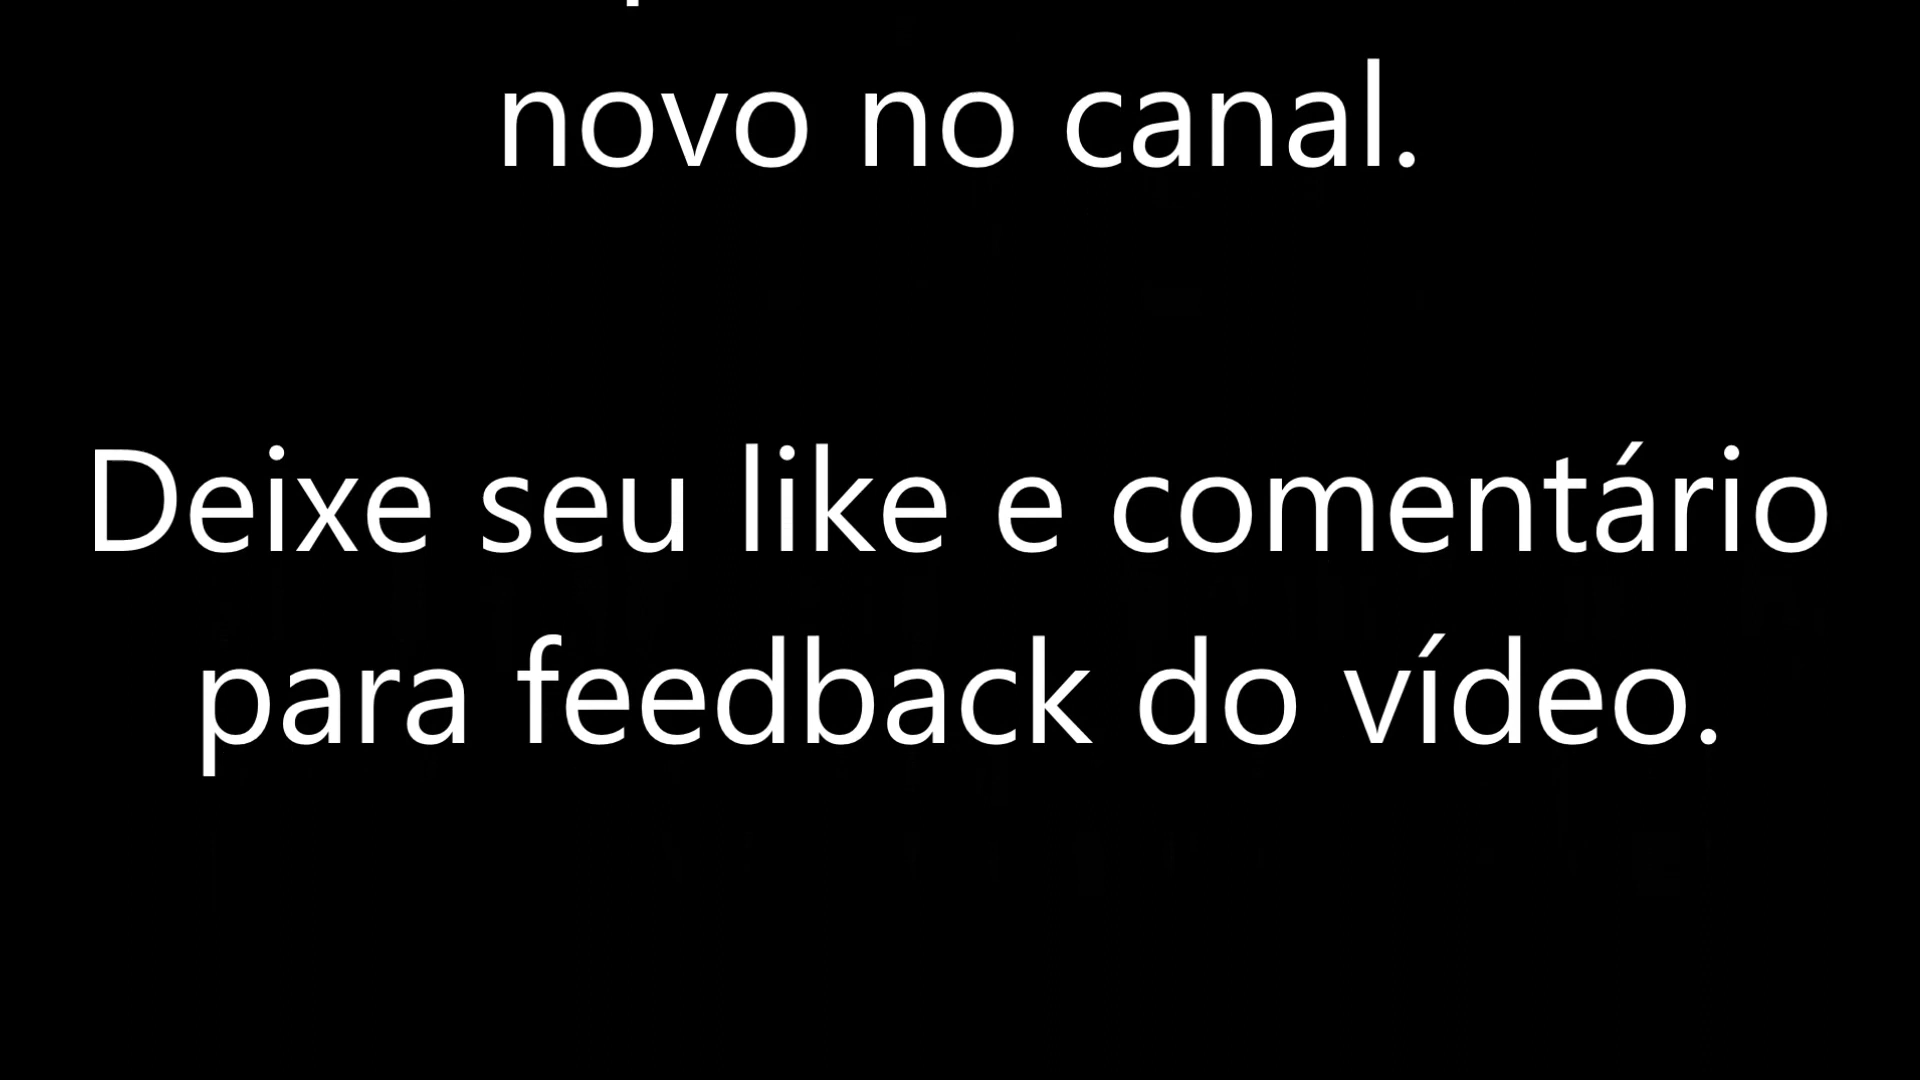 novo no canal.
Deixe seu like e comentário
para feedback do vídeo.